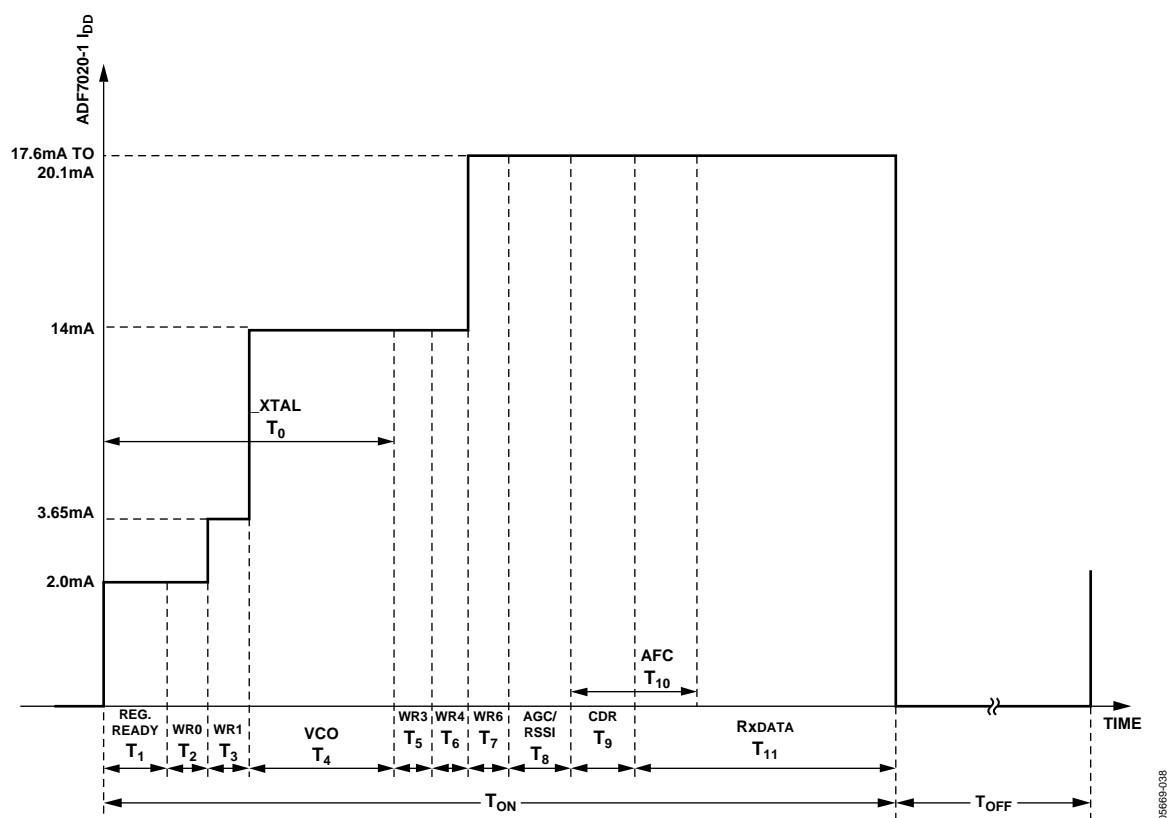 ADF7020-1 IDD
17.6mA TO
20.1mA
14mA
_XTAL
T0
3.65mA
2.0mA
AFC
T10
REG.
READY
T1
WR0
T2
WR1
T3
VCO
T4
WR3
T5
WR4
T6
WR6
T7
AGC/
RSSI
T8
CDR
T9
RxDATA
T11
TIME
TON
TOFF
05669-038